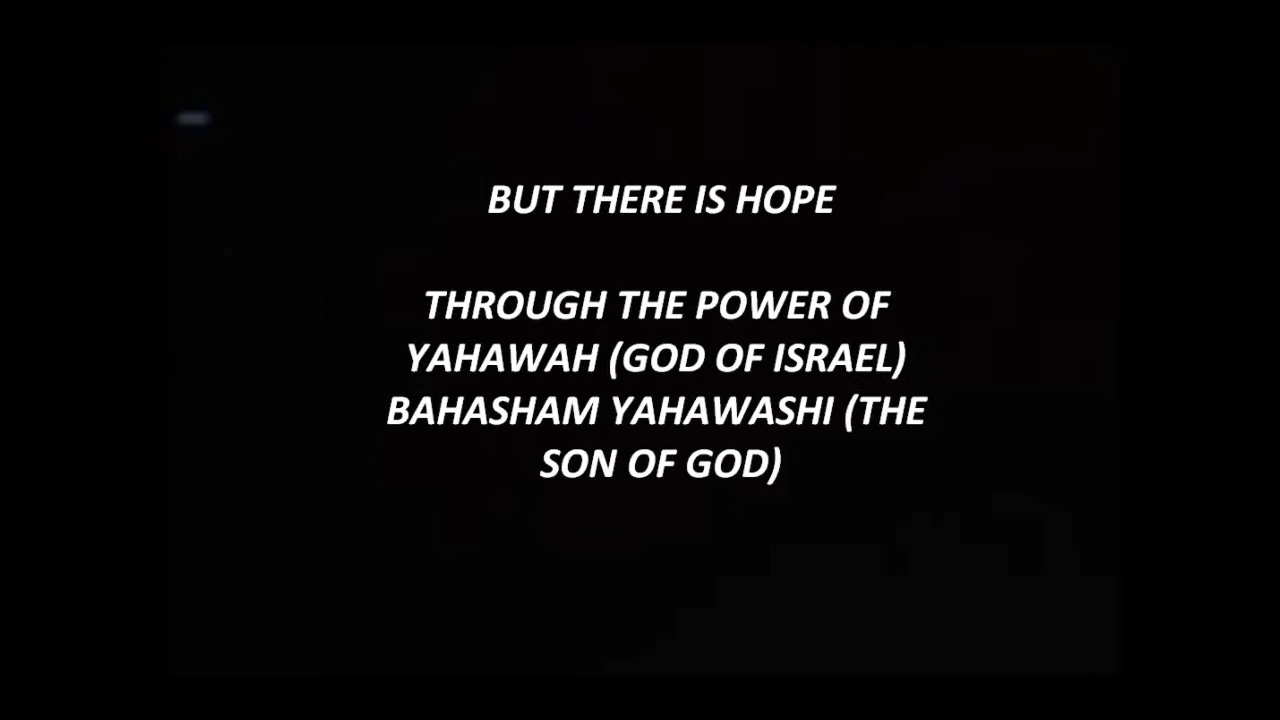 BUT THERE IS HOPE
THROUGH THE POWER OF
YAHAWAH (GOD OF ISRAEL)
BAHASHAM YAHAWASHI (THE
SON OF GOD)